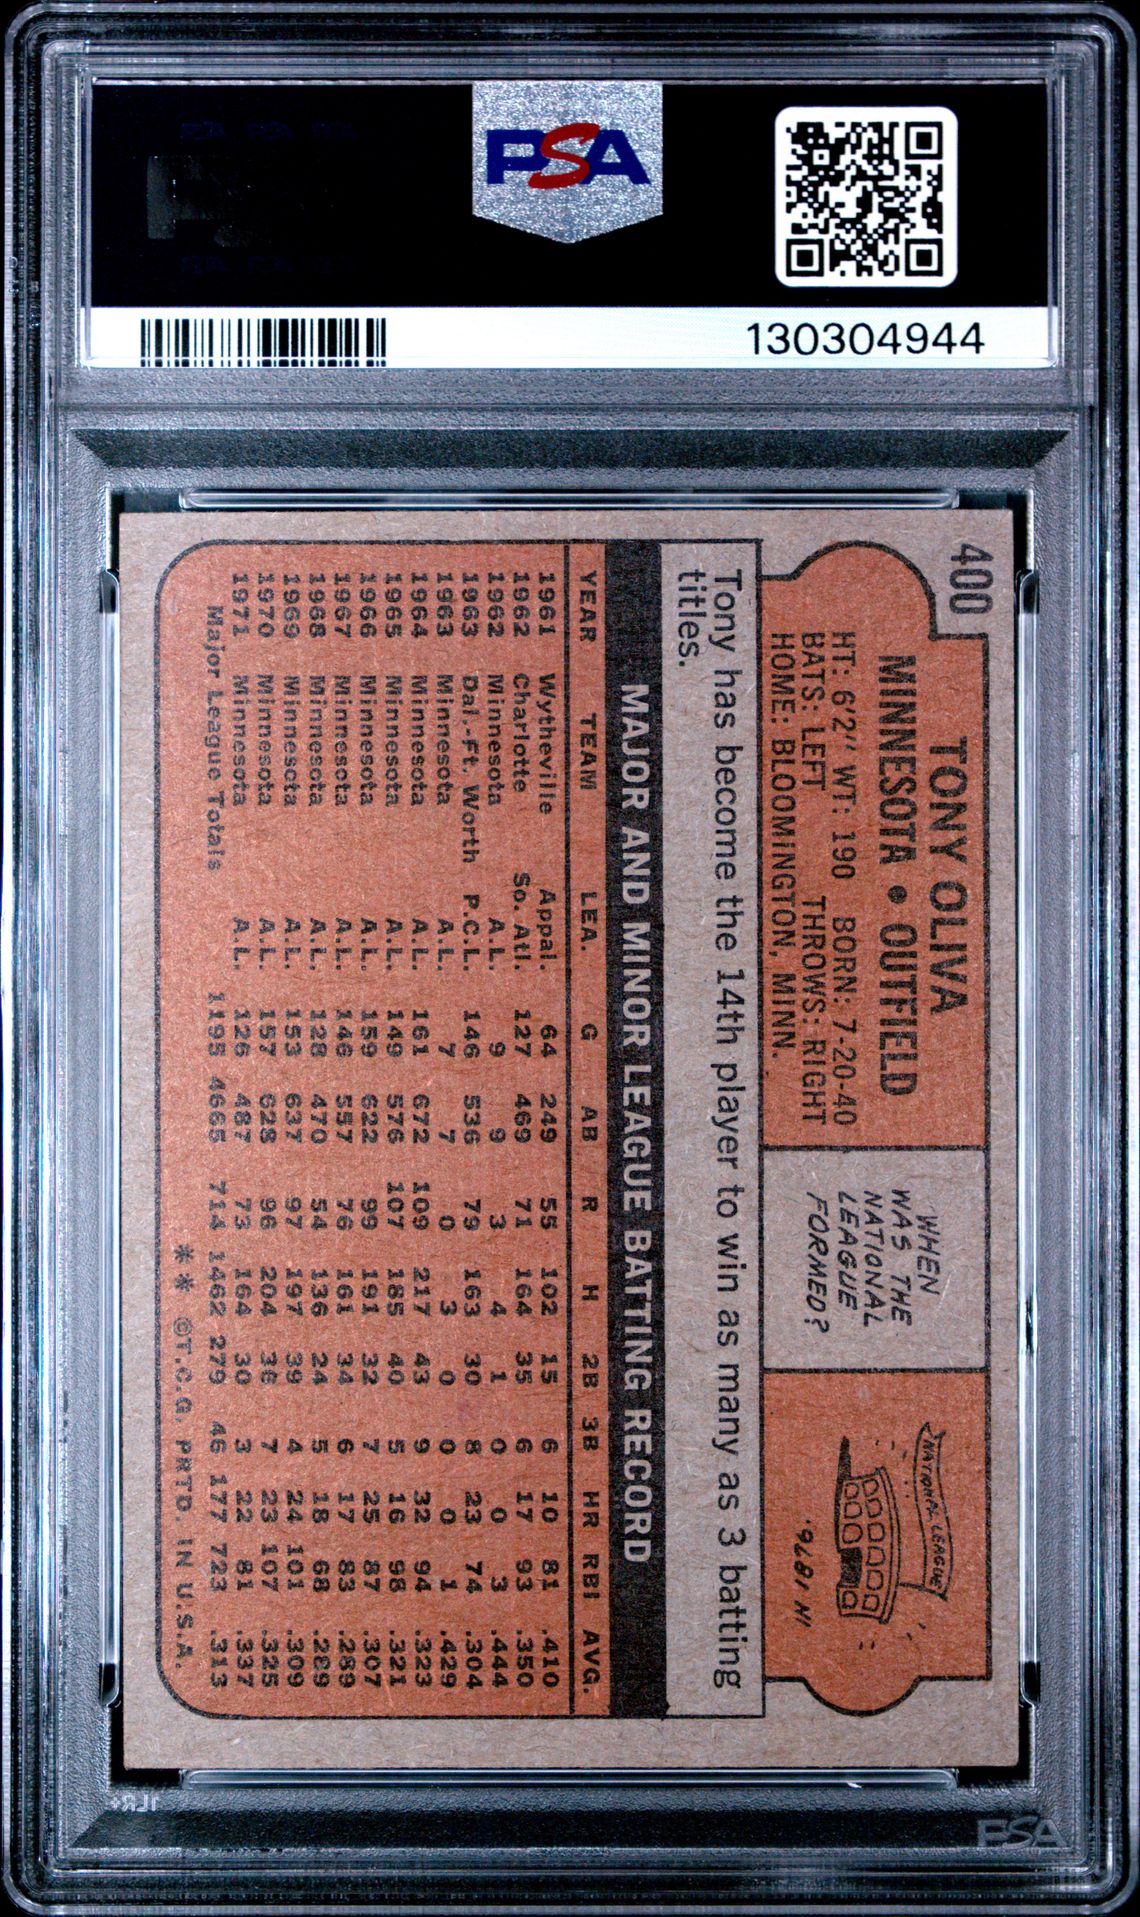 PSA
130304944
400
TONY OLIVA
MINNESOTA • OUTFIELD
HT: 6'2" WT: 190 BORN: 7-20-40
BATS: LEFT THROWS: RIGHT
HOME: BLOOMINGTON, MINN.
WHEN
WAS THE
NATIONAL
LEAGUE
FORMED?
NATIONAL LEAGUE
IN 1876.
Tony has become the 14th player to win as many as 3 batting
titles.
MAJOR AND MINOR LEAGUE BATTING RECORD
YEAR TEAM LEA. G AB R H 2B 3B HR RBI AVG.
1961 Wytheville Appal. 64 249 55 102 15 6 10 81 .410
1962 Charlotte So. Atl. 127 469 71 164 35 6 17 93 .350
1962 Minnesota A.L. 9 9 3 4 1 0 0 3 .444
1963 Dal.-Ft. Worth P.C.L. 146 536 79 163 30 8 23 74 .304
1963 Minnesota A.L. 7 7 0 3 0 0 0 1 .429
1964 Minnesota A.L. 161 672 109 217 43 9 32 94 .323
1965 Minnesota A.L. 149 576 107 185 40 5 16 98 .321
1966 Minnesota A.L. 159 622 99 191 32 7 25 87 .307
1967 Minnesota A.L. 146 557 76 161 34 6 17 83 .289
1968 Minnesota A.L. 128 470 54 136 24 5 18 68 .289
1969 Minnesota A.L. 153 637 97 197 39 4 24 101 .309
1970 Minnesota A.L. 157 628 96 204 36 7 23 107 .325
1971 Minnesota A.L. 126 487 73 164 30 3 22 81 .337
Major League Totals 1195 4665 714 1462 279 46 177 723 .313
** ©T.C.G. PRTD. IN U.S.A.
1LR+
PSA